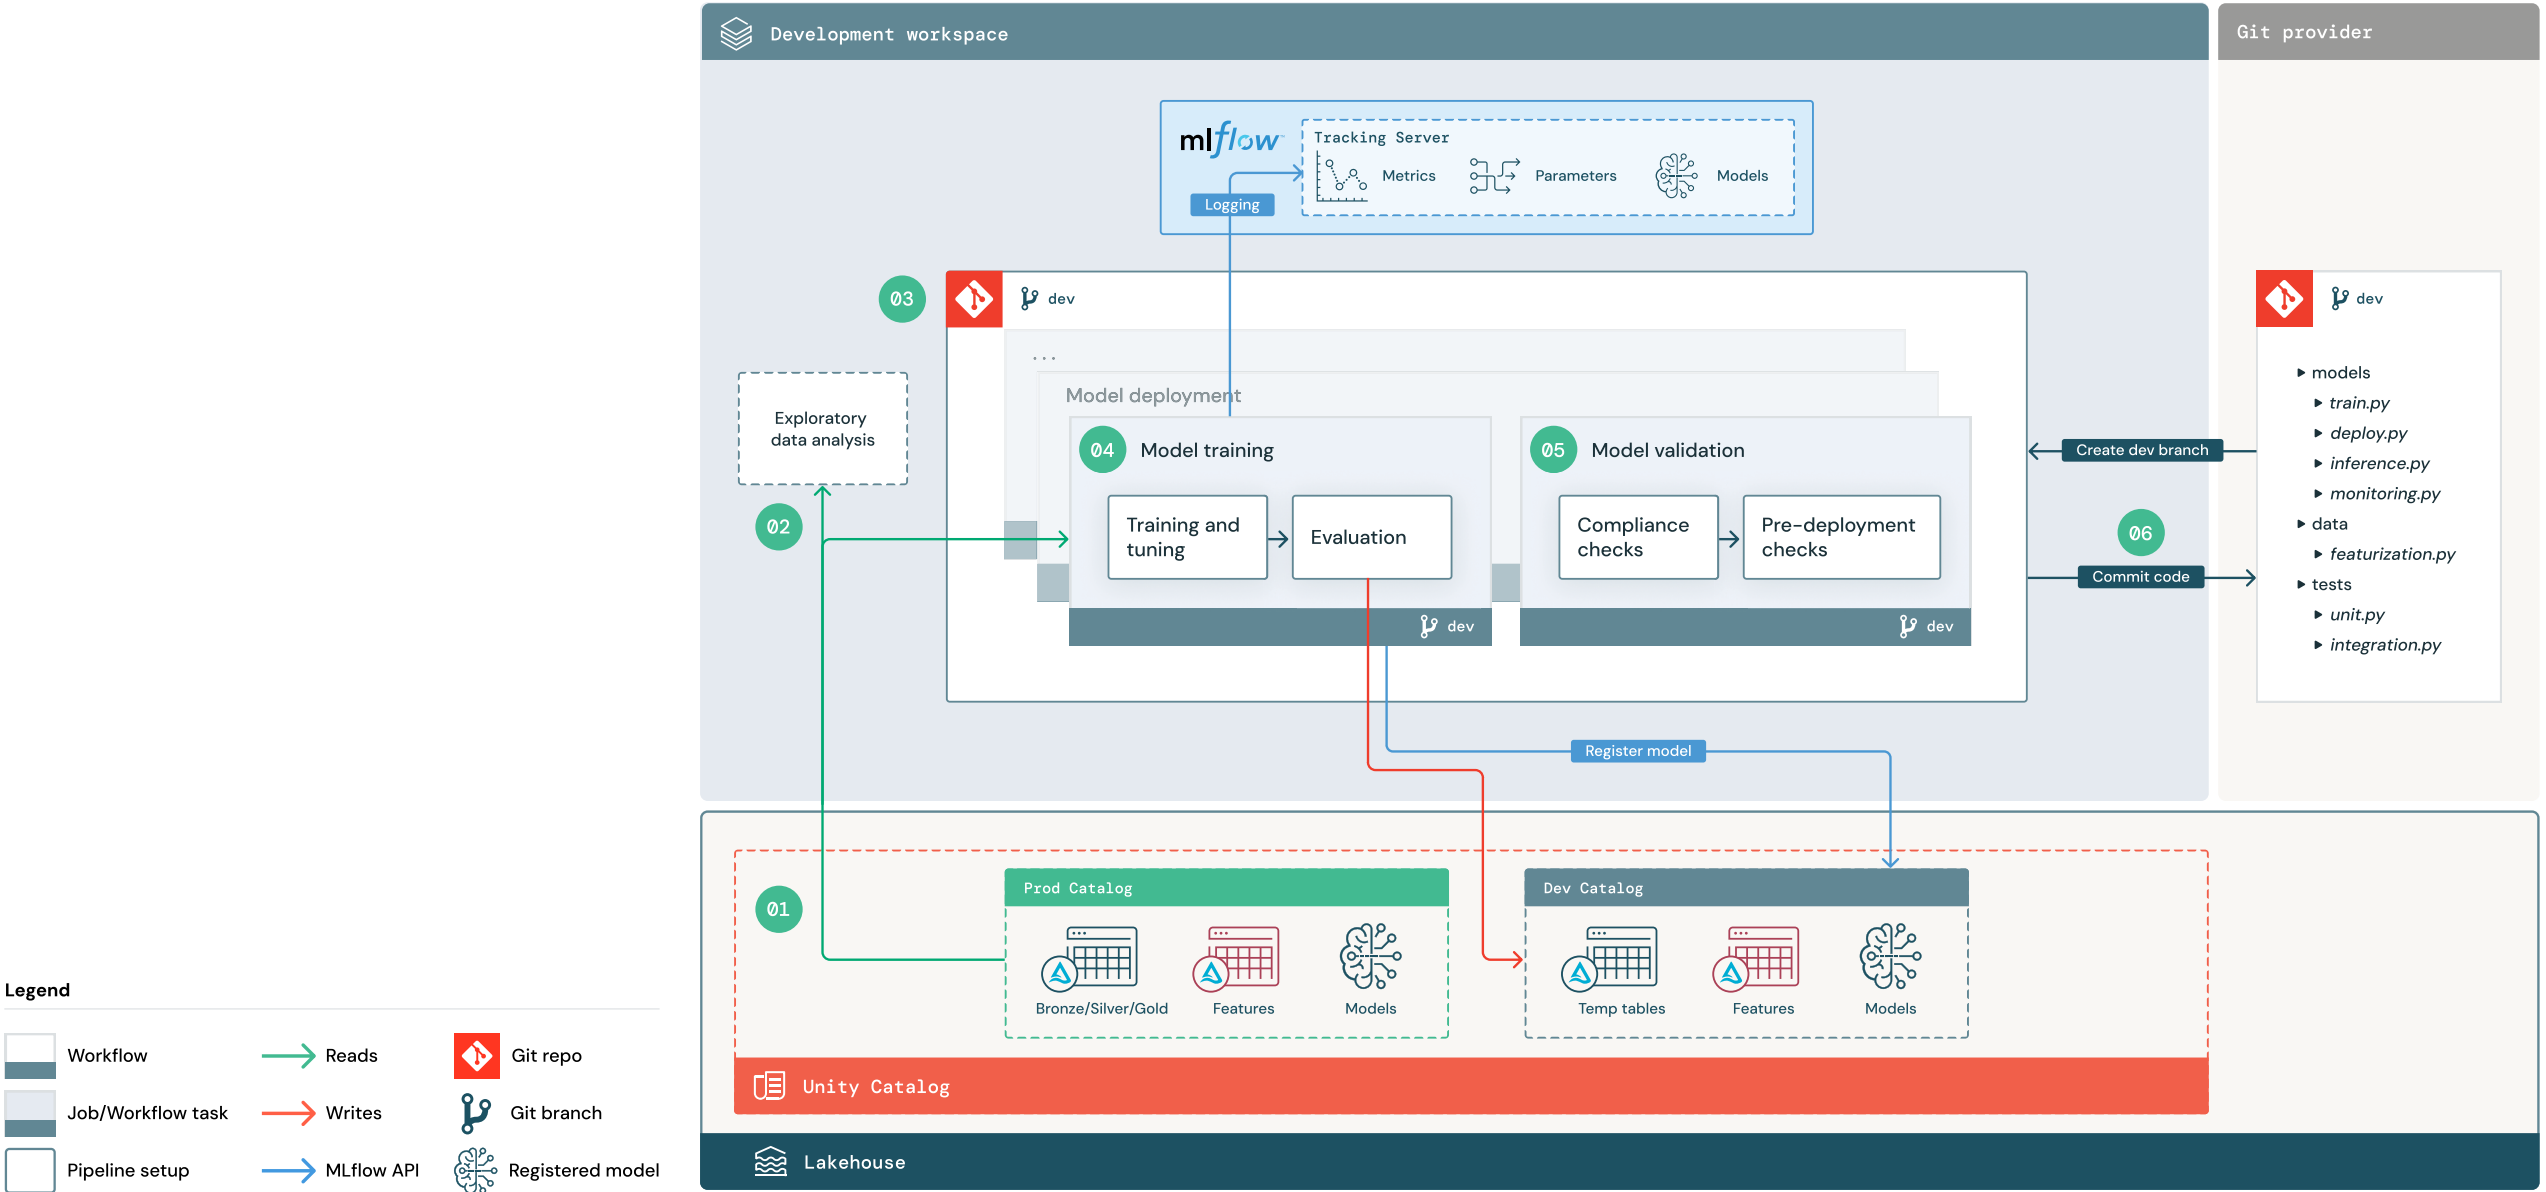 Development workspace
Git provider
mlflow
Tracking Server
Metrics
Parameters
Models
Logging
03
dev
dev
...
Model deployment
Exploratory
data analysis
models
train.py
deploy.py
inference.py
monitoring.py
data
featurization.py
tests
unit.py
integration.py
04
Model training
05
Model validation
Create dev branch
02
Training and
tuning
Evaluation
Compliance
checks
Pre-deployment
checks
06
Commit code
dev
dev
Register model
01
Prod Catalog
Dev Catalog
Bronze/Silver/Gold
Features
Models
Temp tables
Features
Models
Unity Catalog
Lakehouse
Legend
Workflow
Reads
Git repo
Job/Workflow task
Writes
Git branch
Pipeline setup
MLflow API
Registered model